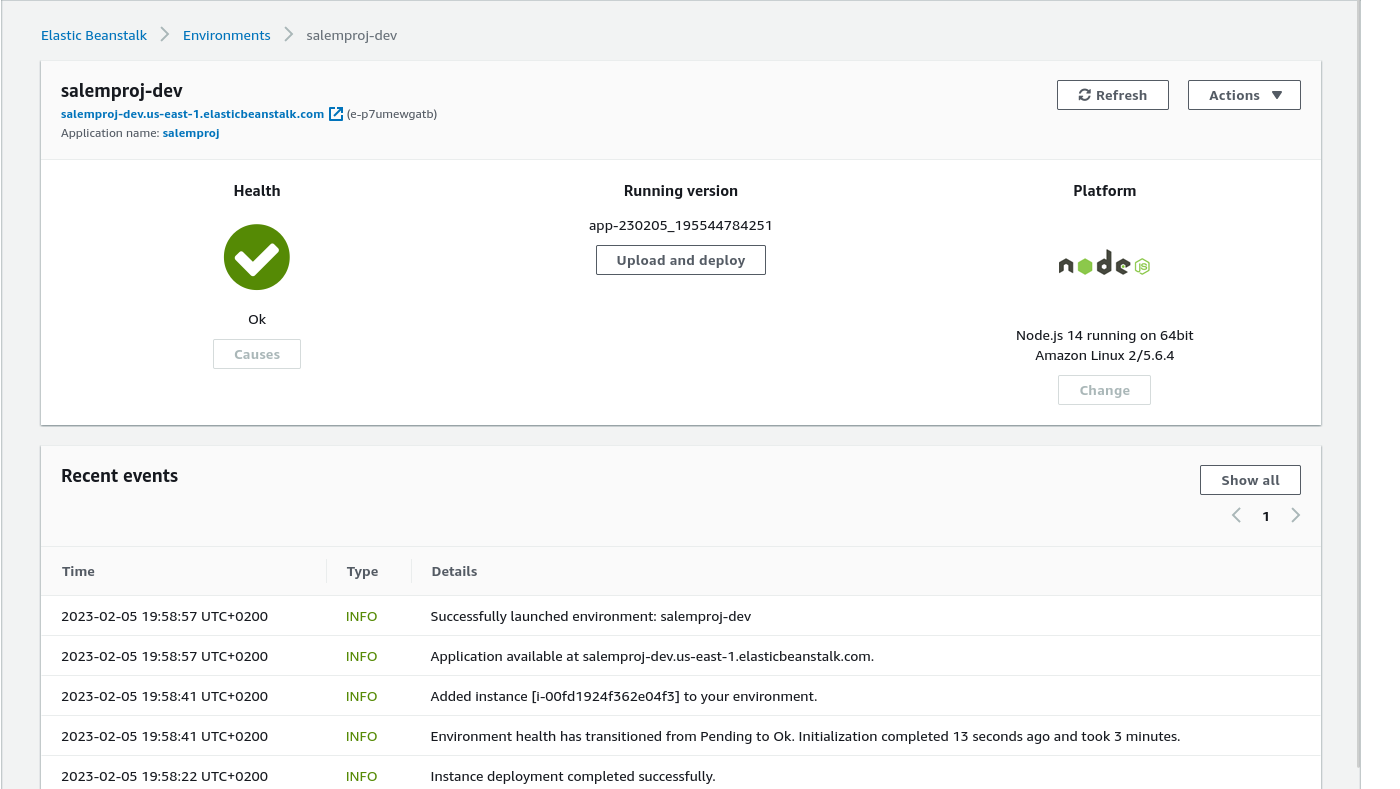 Elastic Beanstalk > Environments > salemproj-dev
salemproj-dev
Refresh
Actions ▼
salemproj-dev.us-east-1.elasticbeanstalk.com (e-p7umewgatb)
Application name: salemproj
Health
Running version
Platform
app-230205_195544784251
Upload and deploy
node JS
Ok
Causes
Node.js 14 running on 64bit
Amazon Linux 2/5.6.4
Change
Recent events
Show all
< 1 >
Time Type Details
2023-02-05 19:58:57 UTC+0200 INFO Successfully launched environment: salemproj-dev
2023-02-05 19:58:57 UTC+0200 INFO Application available at salemproj-dev.us-east-1.elasticbeanstalk.com.
2023-02-05 19:58:41 UTC+0200 INFO Added instance [i-00fd1924f362e04f3] to your environment.
2023-02-05 19:58:41 UTC+0200 INFO Environment health has transitioned from Pending to Ok. Initialization completed 13 seconds ago and took 3 minutes.
2023-02-05 19:58:22 UTC+0200 INFO Instance deployment completed successfully.